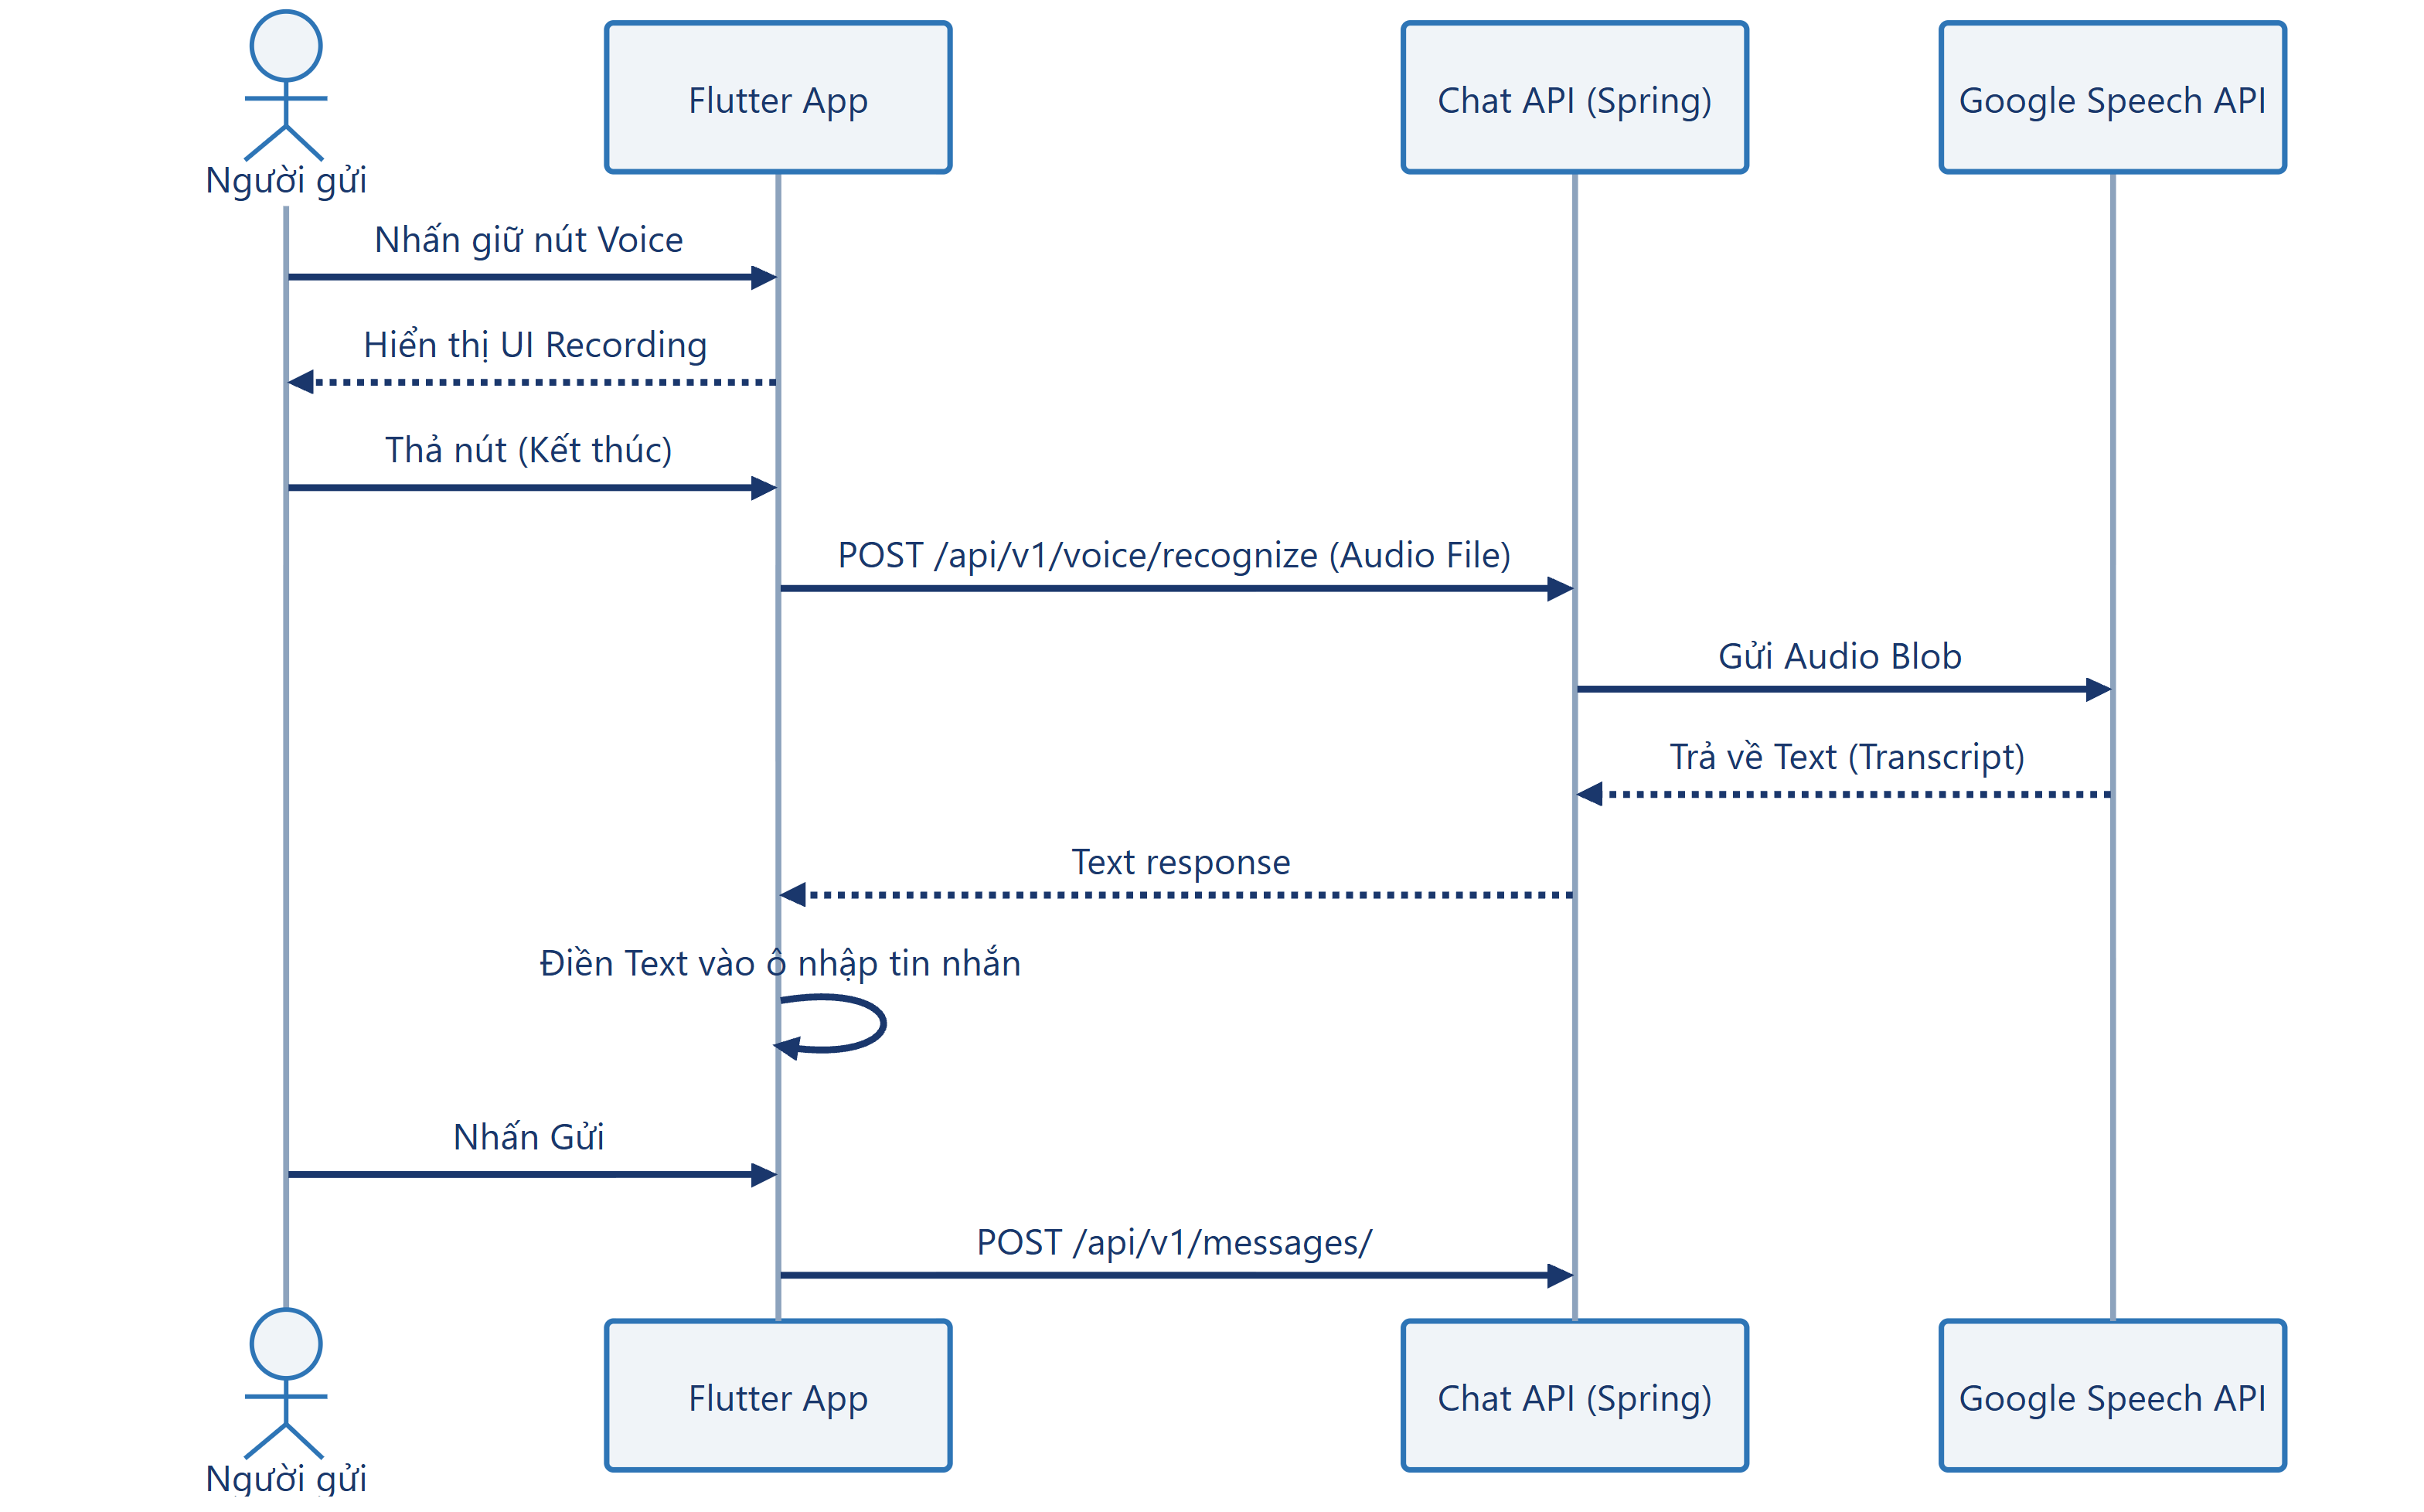 Người gửi
Flutter App
Chat API (Spring)
Google Speech API
Nhấn giữ nút Voice
Hiển thị UI Recording
Thả nút (Kết thúc)
POST /api/v1/voice/recognize (Audio File)
Gửi Audio Blob
Trả về Text (Transcript)
Text response
Điền Text vào ô nhập tin nhắn
Nhấn Gửi
POST /api/v1/messages/
Flutter App
Chat API (Spring)
Google Speech API
Người gửi